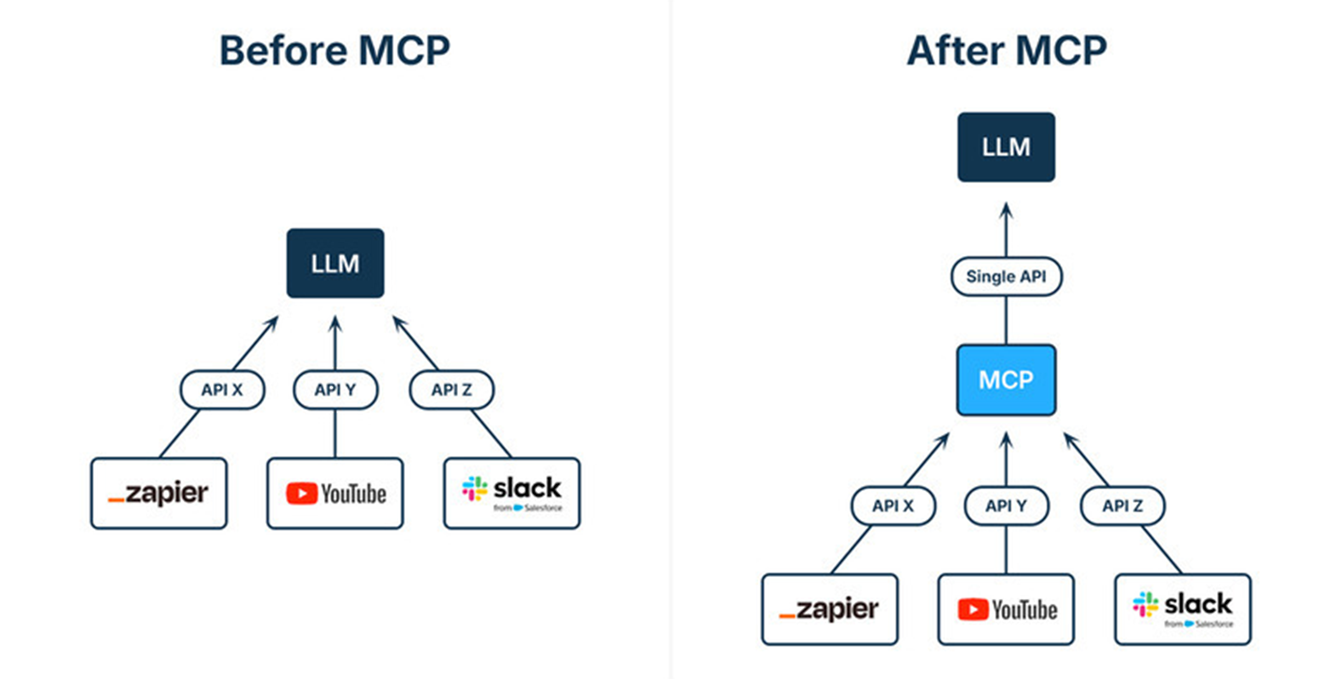 Before MCP
LLM
API X
API Y
API Z
zapier
YouTube
slack
from Salesforce
After MCP
LLM
Single API
MCP
API X
API Y
API Z
zapier
YouTube
slack
from Salesforce